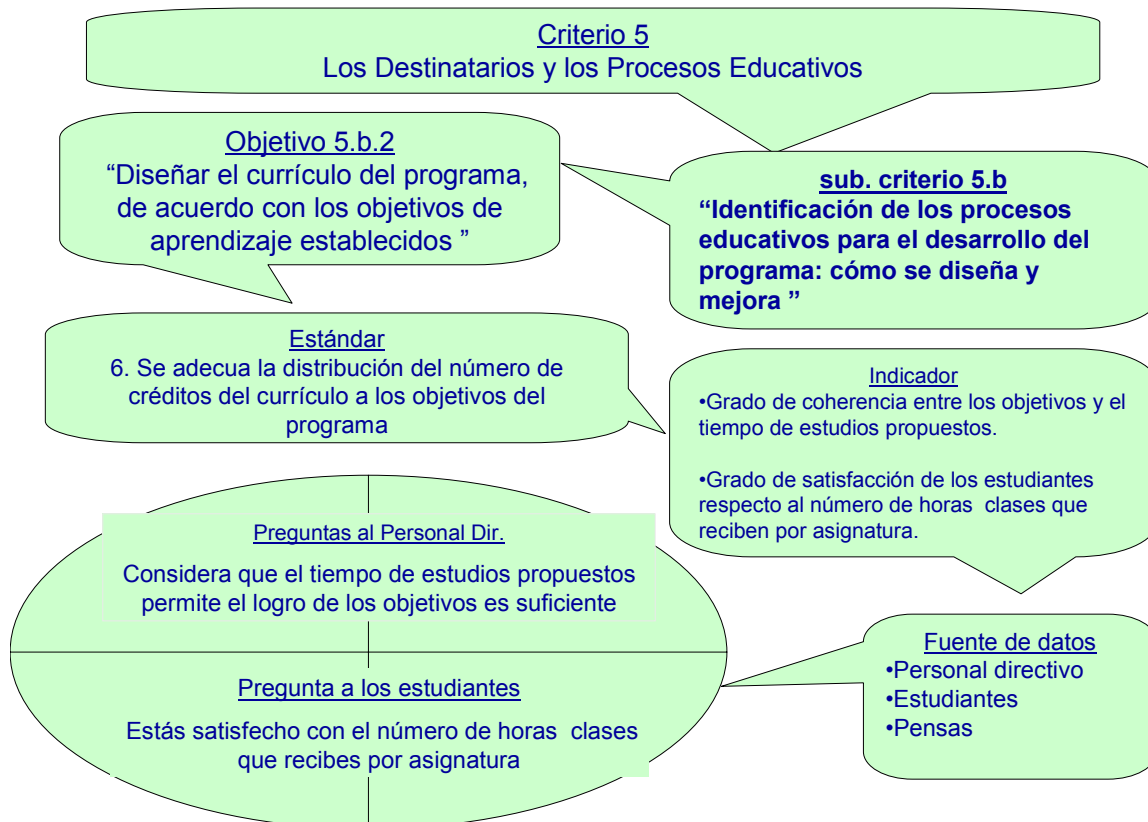 Criterio 5
Los Destinatarios y los Procesos Educativos
sub. criterio 5.b
“Identificación de los procesos
educativos para el desarrollo del
programa: cómo se diseña y
mejora ”
Objetivo 5.b.2
“Diseñar el currículo del programa,
de acuerdo con los objetivos de
aprendizaje establecidos ”
Estándar
6. Se adecua la distribución del número de
créditos del currículo a los objetivos del
programa
Indicador
•Grado de coherencia entre los objetivos y el
tiempo de estudios propuestos.
•Grado de satisfacción de los estudiantes
respecto al número de horas clases que
reciben por asignatura.
Fuente de datos
•Personal directivo
•Estudiantes
•Pensas
Preguntas al Personal Dir.
Considera que el tiempo de estudios propuestos
permite el logro de los objetivos es suficiente
Pregunta a los estudiantes
Estás satisfecho con el número de horas clases
que recibes por asignatura